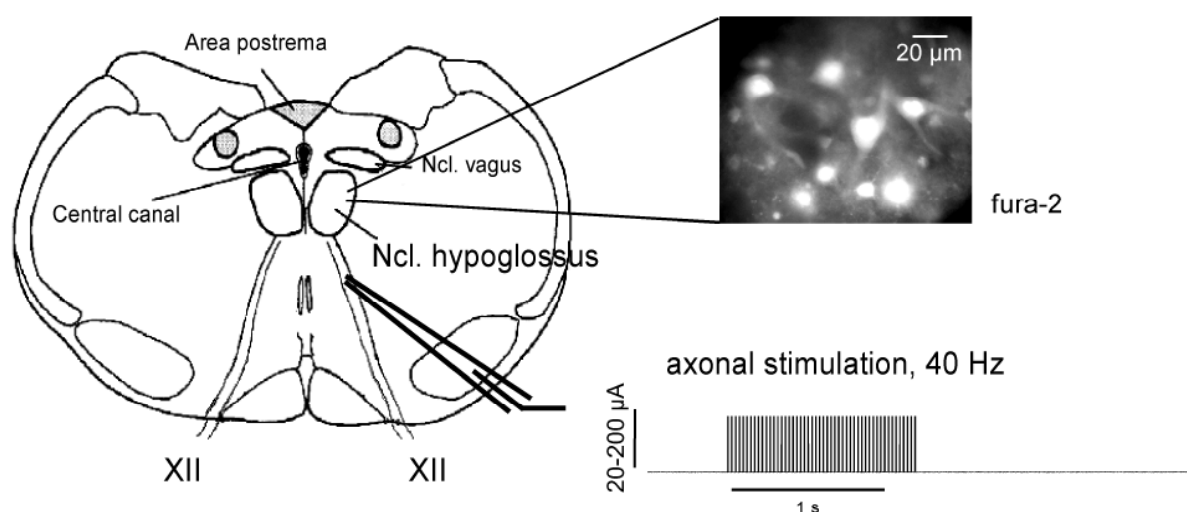 Area postrema
20 µm
Ncl. vagus
Central canal
fura-2
Ncl. hypoglossus
axonal stimulation, 40 Hz
20-200 µA
XII
XII
1 s